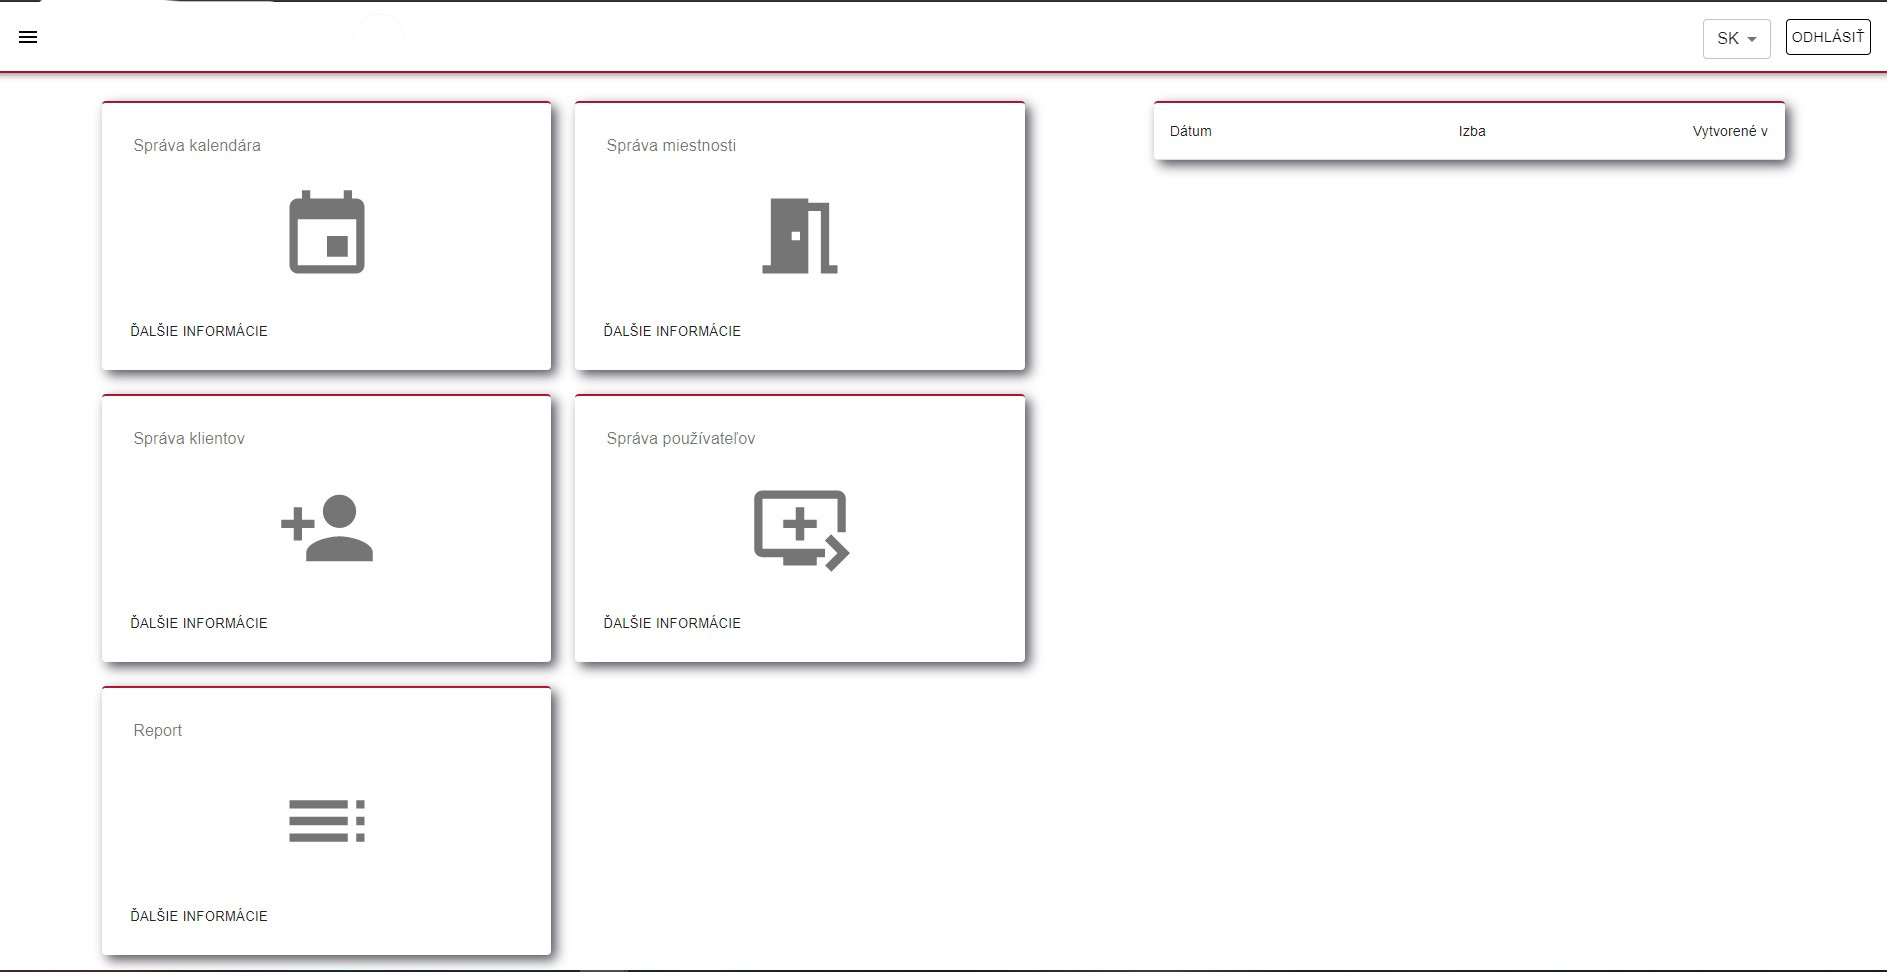 SK
ODHLÁSIŤ
Správa kalendára
ĎALŠIE INFORMÁCIE
Správa miestnosti
ĎALŠIE INFORMÁCIE
Dátum Izba Vytvorené v
Správa klientov
ĎALŠIE INFORMÁCIE
Správa používateľov
ĎALŠIE INFORMÁCIE
Report
ĎALŠIE INFORMÁCIE